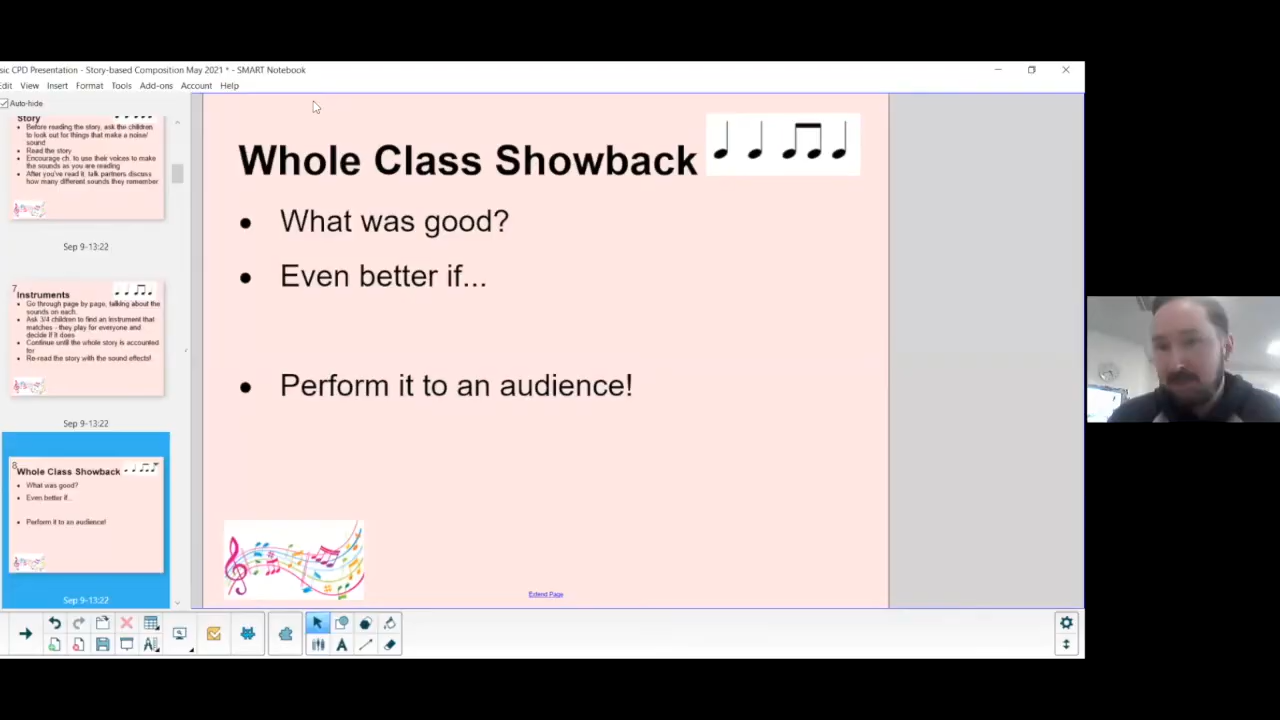 sic CPD Presentation - Story-based Composition May 2021 * - SMART Notebook
Edit View Insert Format Tools Add-ons Account Help
Auto-hide
Story
• Before reading the story, ask the children
to look out for things that make a noise/
sound
• Read the story
• Encourage ch. to use their voices to make
the sounds as you are reading
• After you've read it, talk partners discuss
how many different sounds they remember
Sep 9-13:22
7
Instruments
• Go through page by page, talking about the
sounds on each.
• Ask 3/4 children to find an instrument that
matches - they play for everyone and
decide if it does
• Continue until the whole story is accounted
for
• Re-read the story with the sound effects!
Sep 9-13:22
8
Whole Class Showback
• What was good?
• Even better if...
• Perform it to an audience!
Sep 9-13:22
Whole Class Showback
• What was good?
• Even better if...
• Perform it to an audience!
Extend Page